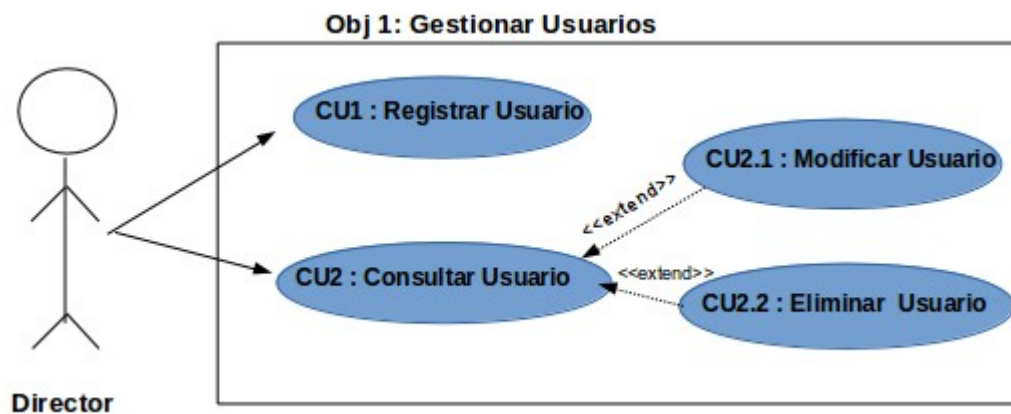 Obj 1: Gestionar Usuarios
CU1 : Registrar Usuario
CU2.1 : Modificar Usuario
<<extend>>
CU2 : Consultar Usuario
<<extend>>
CU2.2 : Eliminar Usuario
Director